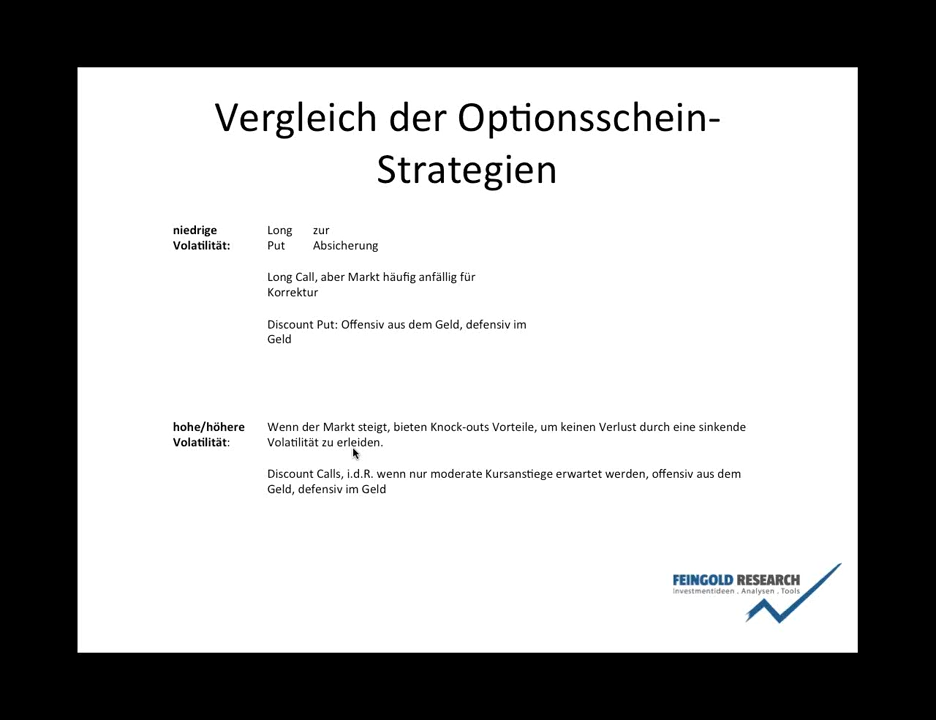 Vergleich der Optionsschein-
Strategien
niedrige Long zur
Volatilität: Put Absicherung
Long Call, aber Markt häufig anfällig für
Korrektur
Discount Put: Offensiv aus dem Geld, defensiv im
Geld
hohe/höhere Wenn der Markt steigt, bieten Knock-outs Vorteile, um keinen Verlust durch eine sinkende
Volatilität: Volatilität zu erleiden.
Discount Calls, i.d.R. wenn nur moderate Kursanstiege erwartet werden, offensiv aus dem
Geld, defensiv im Geld
FEINGOLD RESEARCH
Investmentideen . Analysen . Tools